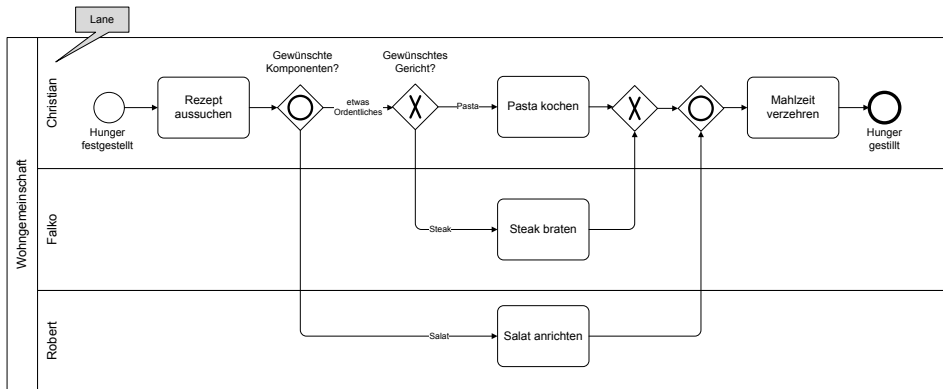 Lane
Wohngemeinschaft
Christian
Hunger
festgestellt
Rezept
aussuchen
Gewünschte
Komponenten?
etwas
Ordentliches
Gewünschtes
Gericht?
Pasta
Pasta kochen
Mahlzeit
verzehren
Hunger
gestillt
Falko
Steak
Steak braten
Robert
Salat
Salat anrichten